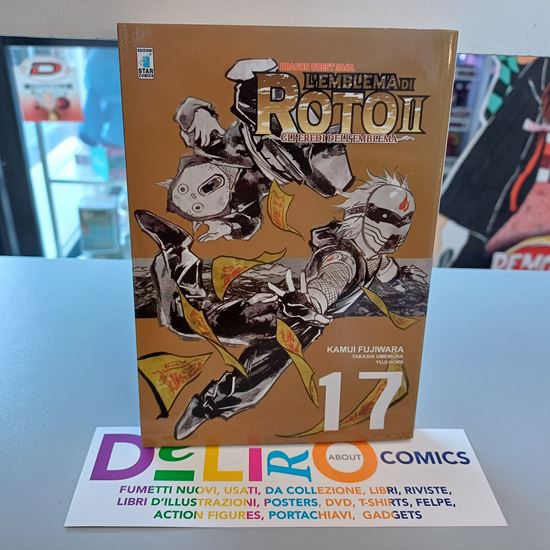 EDIZIONI
STAR
COMICS
DRAGON QUEST SAGA
L'EMBLEMA DI
ROTO II
GLI EREDI DELL'EMBLEMA
KAMUI FUJIWARA
TAKASHI UMEMURA
YUJI HORII
17
DeLiRO ABOUT COMICS
FUMETTI NUOVI, USATI, DA COLLEZIONE, LIBRI, RIVISTE,
LIBRI D'ILLUSTRAZIONI, POSTERS, DVD, T-SHIRTS, FELPE,
ACTION FIGURES, PORTACHIAVI, GADGETS